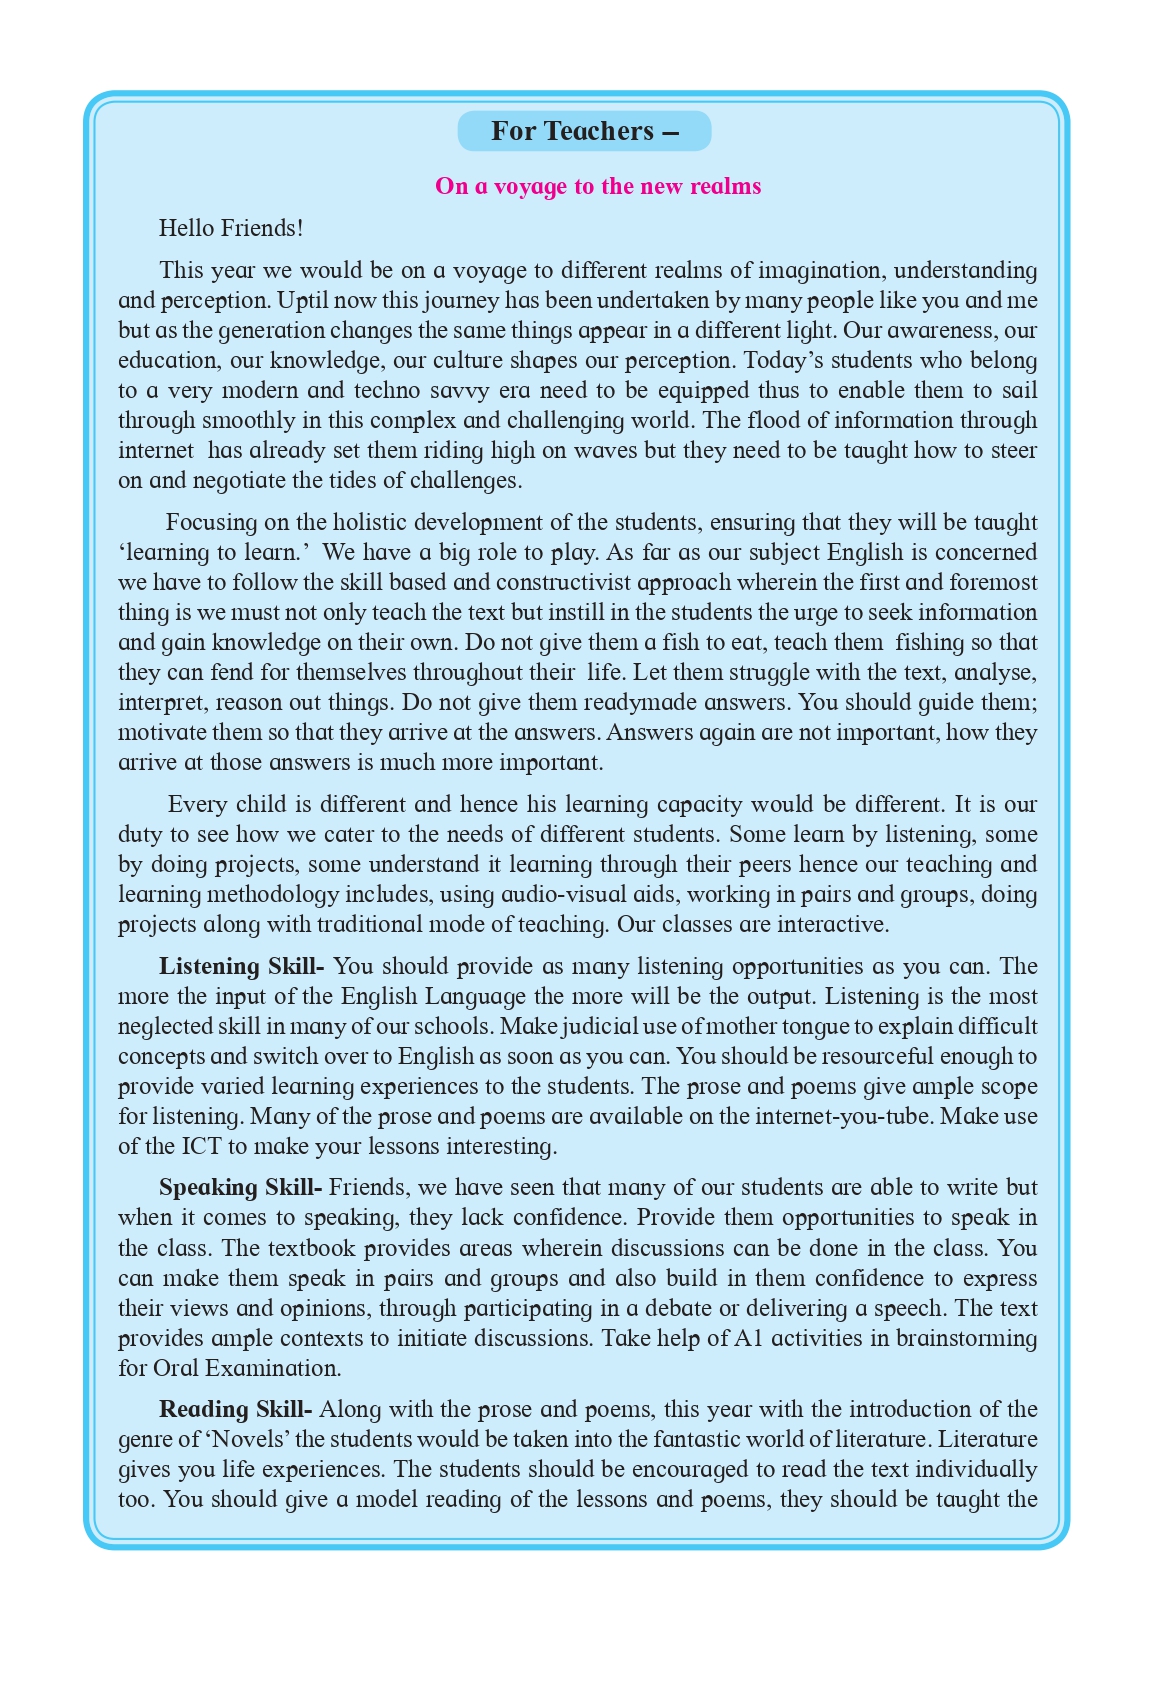 For Teachers –
On a voyage to the new realms
Hello Friends!
This year we would be on a voyage to different realms of imagination, understanding
and perception. Uptil now this journey has been undertaken by many people like you and me
but as the generation changes the same things appear in a different light. Our awareness, our
education, our knowledge, our culture shapes our perception. Today’s students who belong
to a very modern and techno savvy era need to be equipped thus to enable them to sail
through smoothly in this complex and challenging world. The flood of information through
internet has already set them riding high on waves but they need to be taught how to steer
on and negotiate the tides of challenges.
Focusing on the holistic development of the students, ensuring that they will be taught
‘learning to learn.’ We have a big role to play. As far as our subject English is concerned
we have to follow the skill based and constructivist approach wherein the first and foremost
thing is we must not only teach the text but instill in the students the urge to seek information
and gain knowledge on their own. Do not give them a fish to eat, teach them fishing so that
they can fend for themselves throughout their life. Let them struggle with the text, analyse,
interpret, reason out things. Do not give them readymade answers. You should guide them;
motivate them so that they arrive at the answers. Answers again are not important, how they
arrive at those answers is much more important.
Every child is different and hence his learning capacity would be different. It is our
duty to see how we cater to the needs of different students. Some learn by listening, some
by doing projects, some understand it learning through their peers hence our teaching and
learning methodology includes, using audio-visual aids, working in pairs and groups, doing
projects along with traditional mode of teaching. Our classes are interactive.
Listening Skill- You should provide as many listening opportunities as you can. The
more the input of the English Language the more will be the output. Listening is the most
neglected skill in many of our schools. Make judicial use of mother tongue to explain difficult
concepts and switch over to English as soon as you can. You should be resourceful enough to
provide varied learning experiences to the students. The prose and poems give ample scope
for listening. Many of the prose and poems are available on the internet-you-tube. Make use
of the ICT to make your lessons interesting.
Speaking Skill- Friends, we have seen that many of our students are able to write but
when it comes to speaking, they lack confidence. Provide them opportunities to speak in
the class. The textbook provides areas wherein discussions can be done in the class. You
can make them speak in pairs and groups and also build in them confidence to express
their views and opinions, through participating in a debate or delivering a speech. The text
provides ample contexts to initiate discussions. Take help of A1 activities in brainstorming
for Oral Examination.
Reading Skill- Along with the prose and poems, this year with the introduction of the
genre of ‘Novels’ the students would be taken into the fantastic world of literature. Literature
gives you life experiences. The students should be encouraged to read the text individually
too. You should give a model reading of the lessons and poems, they should be taught the